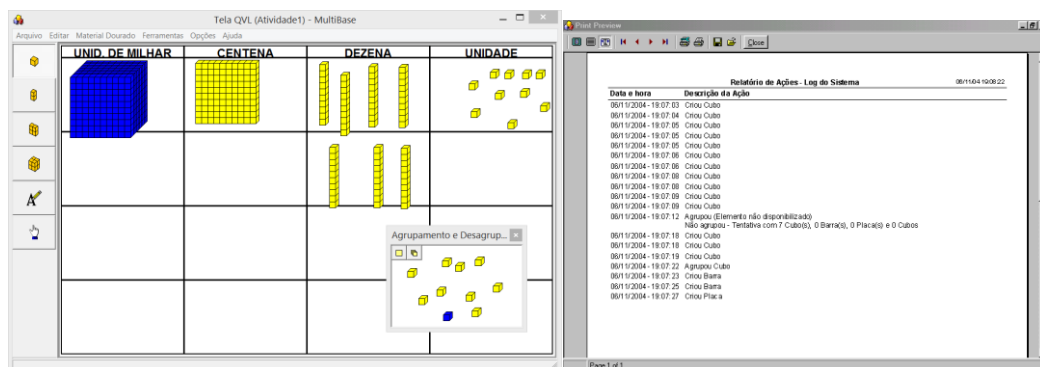 Tela QVL (Atividade1) - MultiBase
Arquivo Editar Material Dourado Ferramentas Opções Ajuda
UNID. DE MILHAR CENTENA DEZENA UNIDADE
Agrupamento e Desagrup...
Print Preview
Close
Relatório de Ações - Log do Sistema 06/11/04 19:08:22
Data e hora Descrição da Ação
06/11/2004 - 19:07:03 Criou Cubo
06/11/2004 - 19:07:04 Criou Cubo
06/11/2004 - 19:07:05 Criou Cubo
06/11/2004 - 19:07:05 Criou Cubo
06/11/2004 - 19:07:05 Criou Cubo
06/11/2004 - 19:07:06 Criou Cubo
06/11/2004 - 19:07:06 Criou Cubo
06/11/2004 - 19:07:08 Criou Cubo
06/11/2004 - 19:07:08 Criou Cubo
06/11/2004 - 19:07:09 Criou Cubo
06/11/2004 - 19:07:09 Criou Cubo
06/11/2004 - 19:07:12 Agrupou (Elemento não disponibilizado)
Não agrupou - Tentativa com 7 Cubo(s), 0 Barra(s), 0 Placa(s) e 0 Cubos
06/11/2004 - 19:07:18 Criou Cubo
06/11/2004 - 19:07:18 Criou Cubo
06/11/2004 - 19:07:19 Criou Cubo
06/11/2004 - 19:07:22 Agrupou Cubo
06/11/2004 - 19:07:23 Criou Barra
06/11/2004 - 19:07:25 Criou Barra
06/11/2004 - 19:07:27 Criou Placa
Page 1 of 1